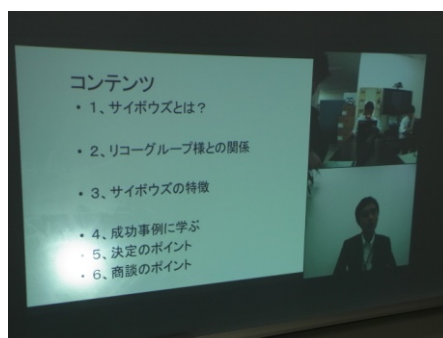 コンテンツ
・1、サイボウズとは？
・2、リコーグループ様との関係
・3、サイボウズの特徴
・4、成功事例に学ぶ
・5、決定のポイント
・6、商談のポイント